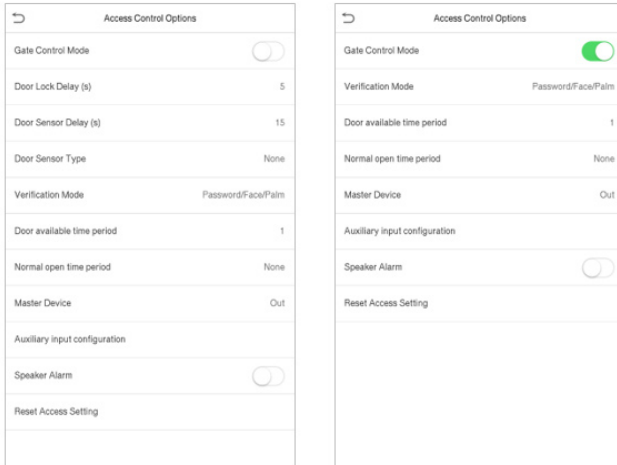 Access Control Options
Gate Control Mode
Door Lock Delay (s) 5
Door Sensor Delay (s) 15
Door Sensor Type None
Verification Mode Password/Face/Palm
Door available time period 1
Normal open time period None
Master Device Out
Auxiliary input configuration
Speaker Alarm
Reset Access Setting
Access Control Options
Gate Control Mode
Verification Mode Password/Face/Palm
Door available time period 1
Normal open time period None
Master Device Out
Auxiliary input configuration
Speaker Alarm
Reset Access Setting